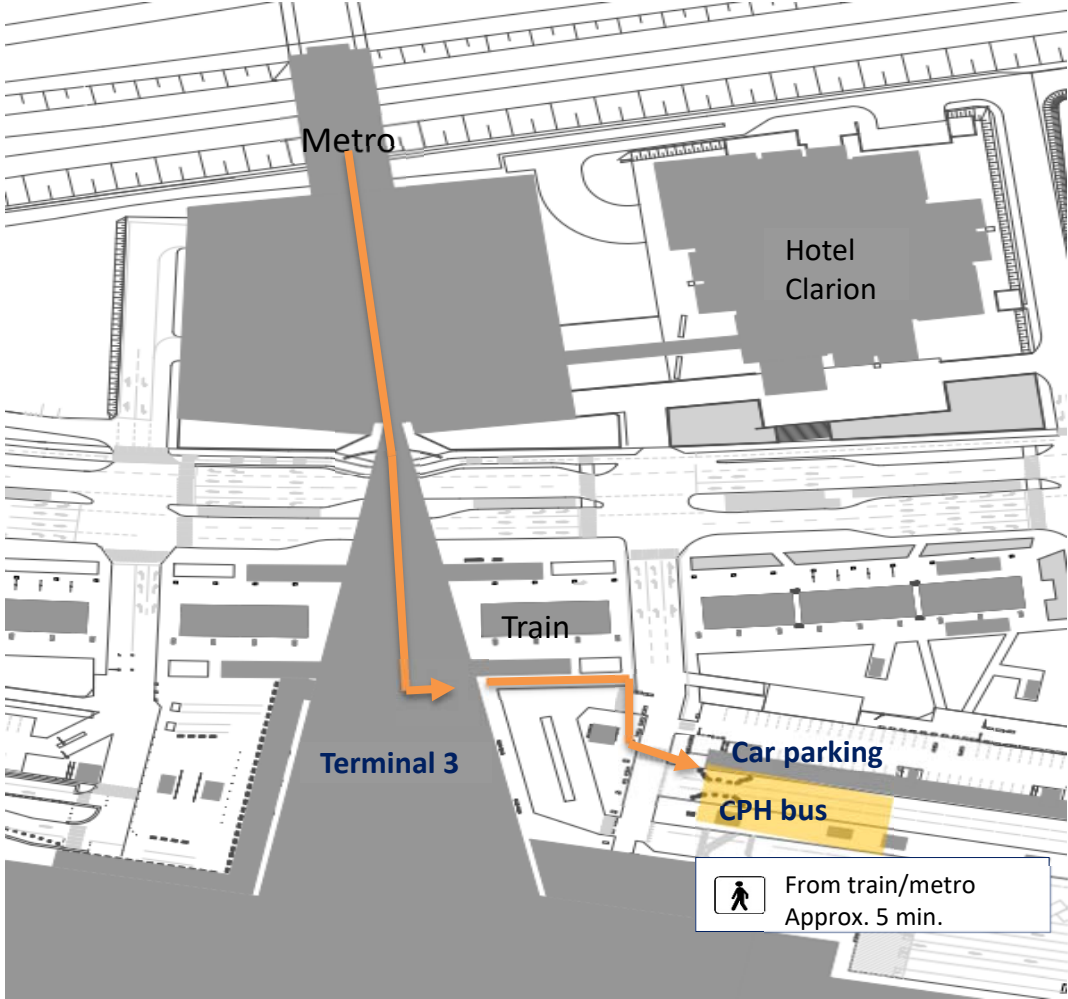 Metro
Hotel
Clarion
Train
Terminal 3
Car parking
CPH bus
From train/metro
Approx. 5 min.